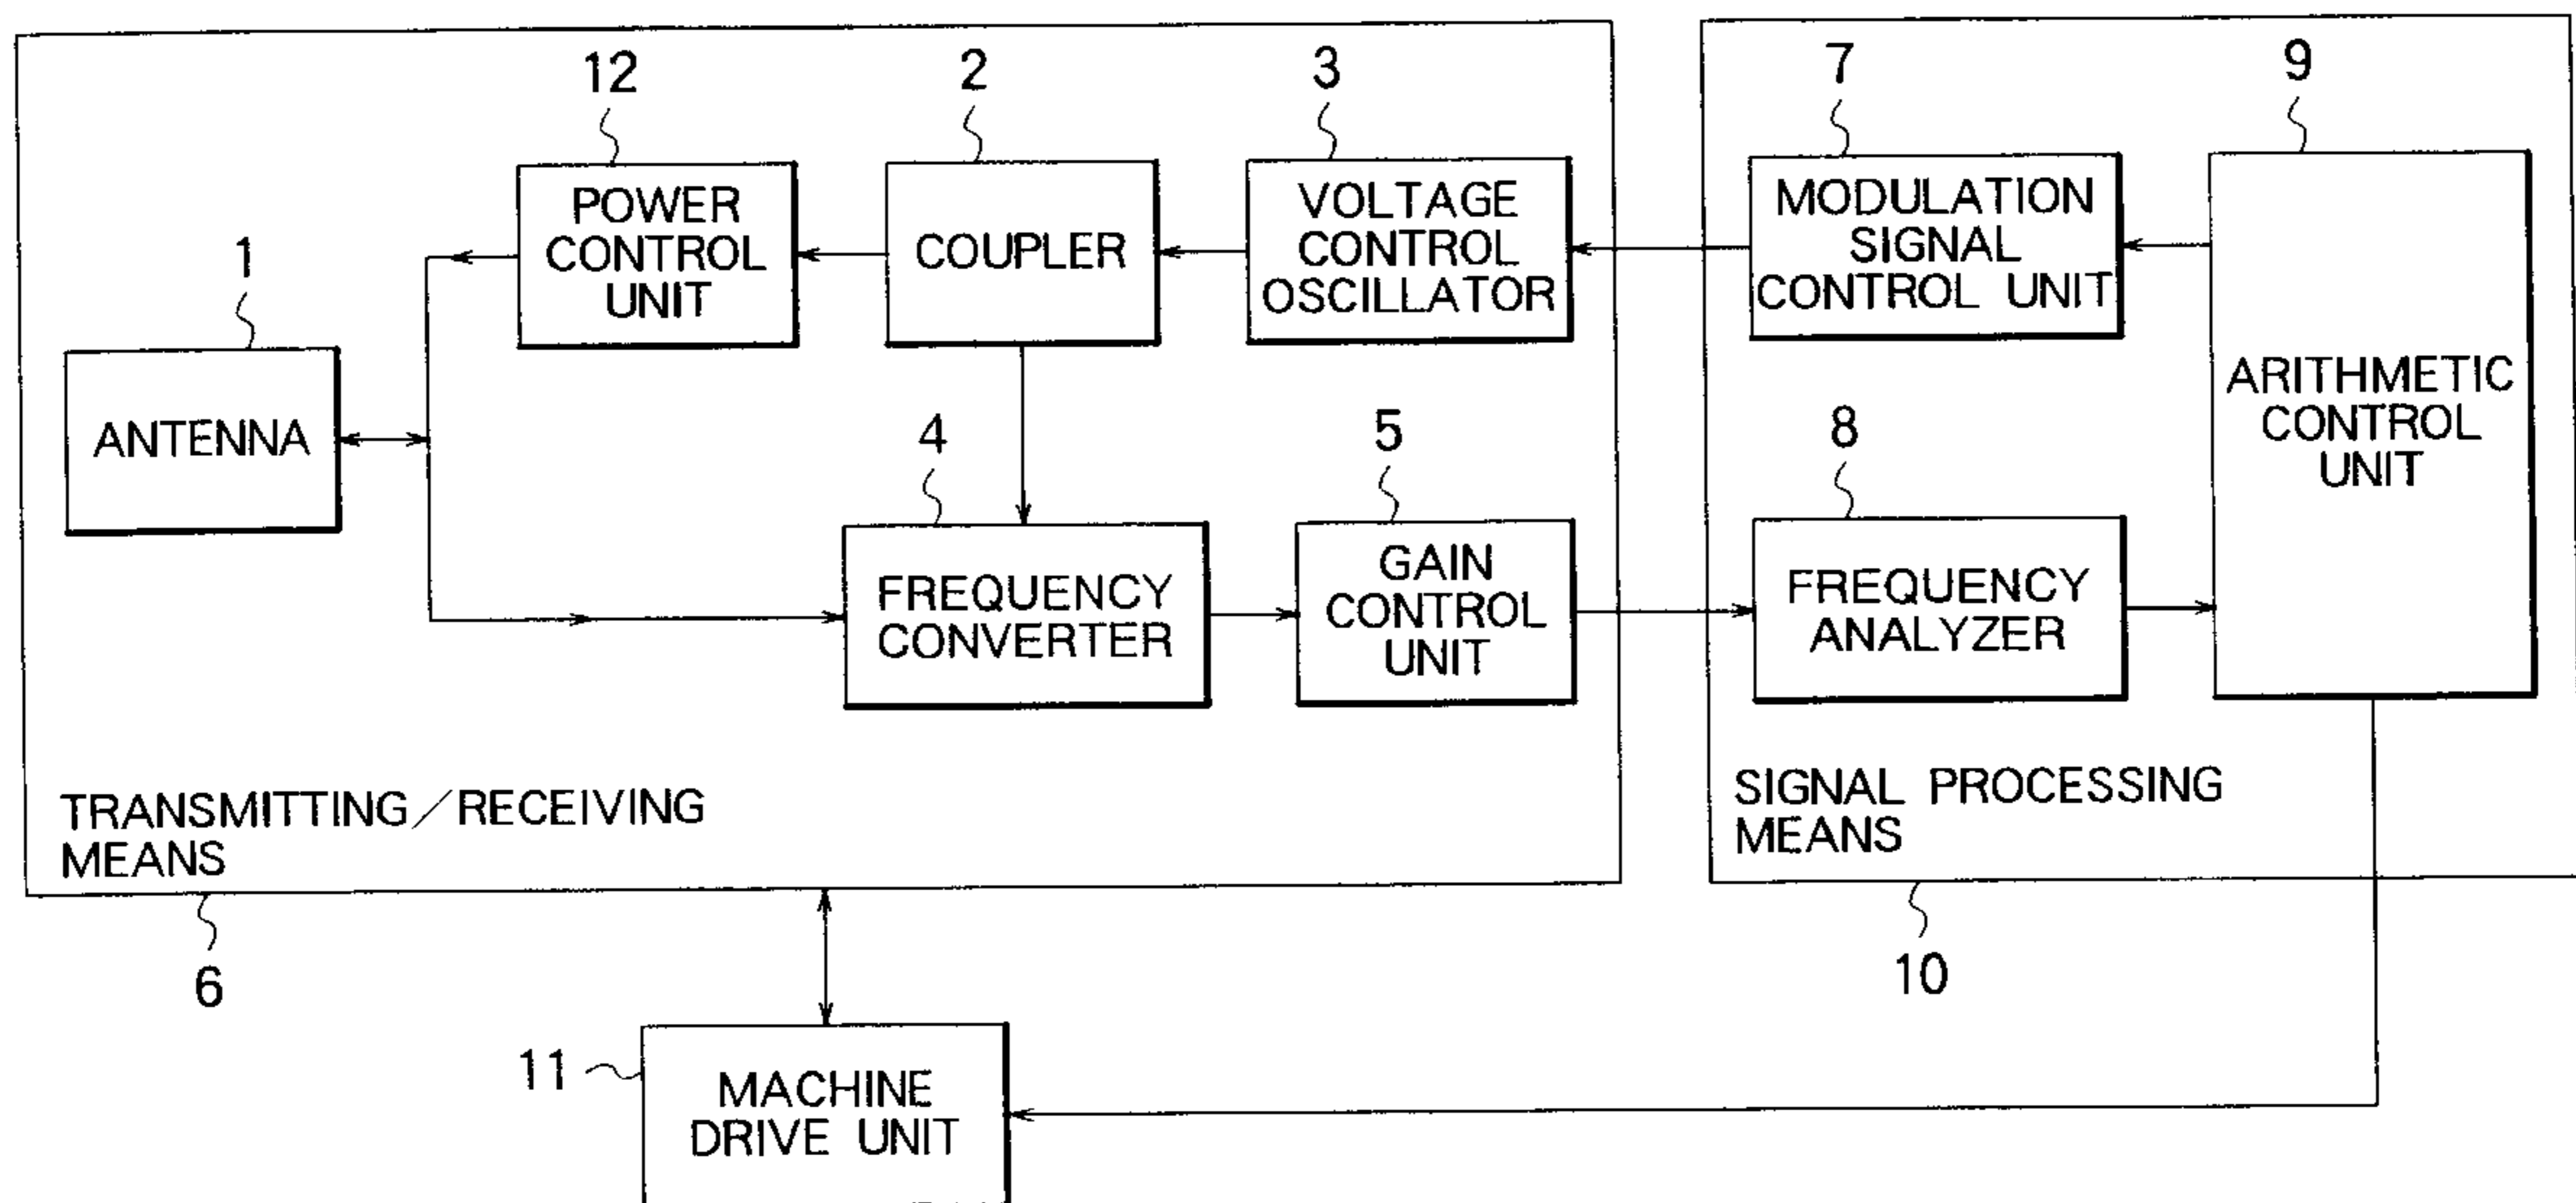 12
2
3
7
9
POWER
CONTROL
UNIT
COUPLER
VOLTAGE
CONTROL
OSCILLATOR
MODULATION
SIGNAL
CONTROL UNIT
ARITHMETIC
CONTROL
UNIT
1
ANTENNA
4
5
8
FREQUENCY
CONVERTER
GAIN
CONTROL
UNIT
FREQUENCY
ANALYZER
TRANSMITTING/RECEIVING
MEANS
SIGNAL PROCESSING
MEANS
6
10
11
MACHINE
DRIVE UNIT